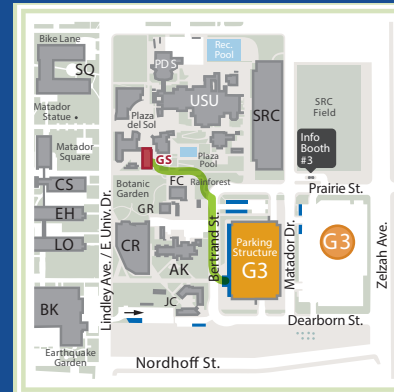 Bike Lane
SQ
Matador
Statue •
Matador
Square
CS
EH
LO
BK
Earthquake
Garden
Lindley Ave. / E. Univ. Dr.
PDS
Rec.
Pool
USU
Plaza
del Sol
SRC
SRC
Field
GS
Plaza
Pool
Info
Booth
#3
Botanic
Garden
FC
Rainforest
GR
Prairie St.
CR
AK
JC
Bertrand St.
Parking
Structure
G3
Matador Dr.
G3
Zelzah Ave.
Dearborn St.
Nordhoff St.